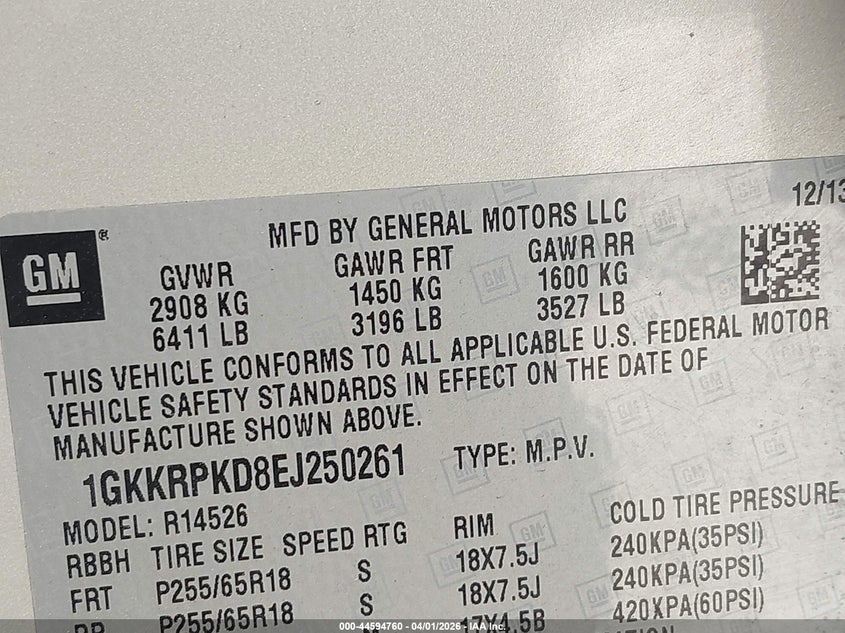 12/13
MFD BY GENERAL MOTORS LLC
GM ®
GVWR GAWR FRT GAWR RR
2908 KG 1450 KG 1600 KG
6411 LB 3196 LB 3527 LB
THIS VEHICLE CONFORMS TO ALL APPLICABLE U.S. FEDERAL MOTOR
VEHICLE SAFETY STANDARDS IN EFFECT ON THE DATE OF
MANUFACTURE SHOWN ABOVE.
1GKKRPKD8EJ250261 TYPE: M.P.V.
MODEL: R14526
RBBH TIRE SIZE SPEED RTG RIM COLD TIRE PRESSURE
FRT P255/65R18 S 18X7.5J 240KPA(35PSI)
RR P255/65R18 S 18X7.5J 240KPA(35PSI)
420KPA(60PSI)
000-44594760 - 04/01/2026 - IAA Inc.